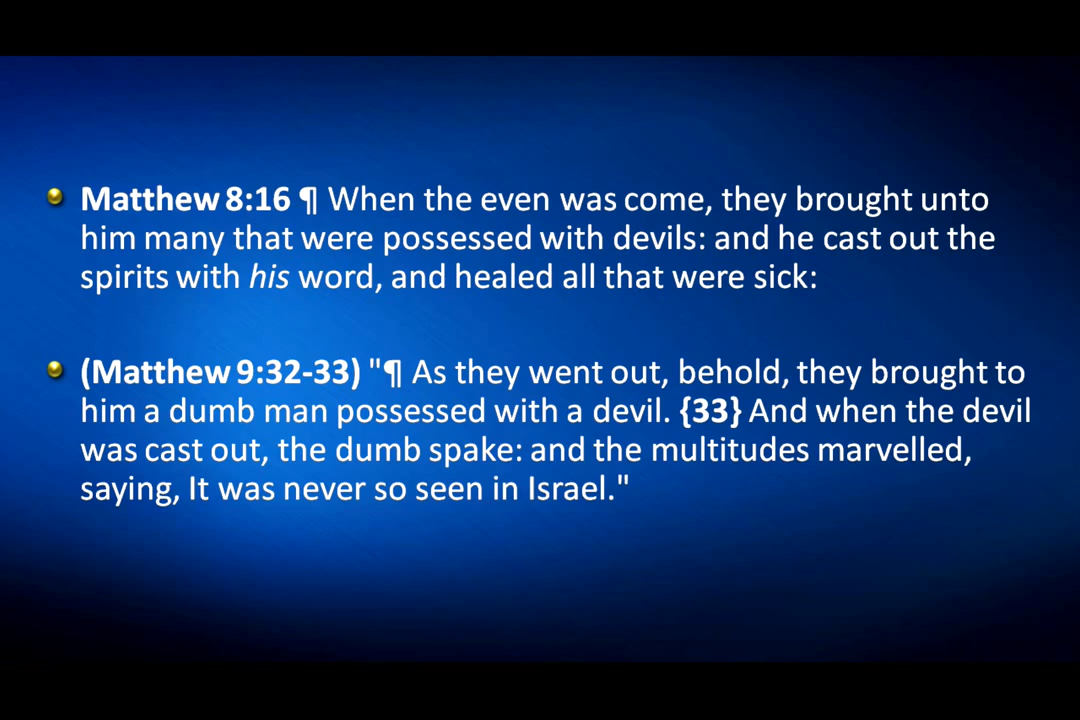 Matthew 8:16 ¶ When the even was come, they brought unto
him many that were possessed with devils: and he cast out the
spirits with his word, and healed all that were sick:
(Matthew 9:32-33) "¶ As they went out, behold, they brought to
him a dumb man possessed with a devil. {33} And when the devil
was cast out, the dumb spake: and the multitudes marvelled,
saying, It was never so seen in Israel."